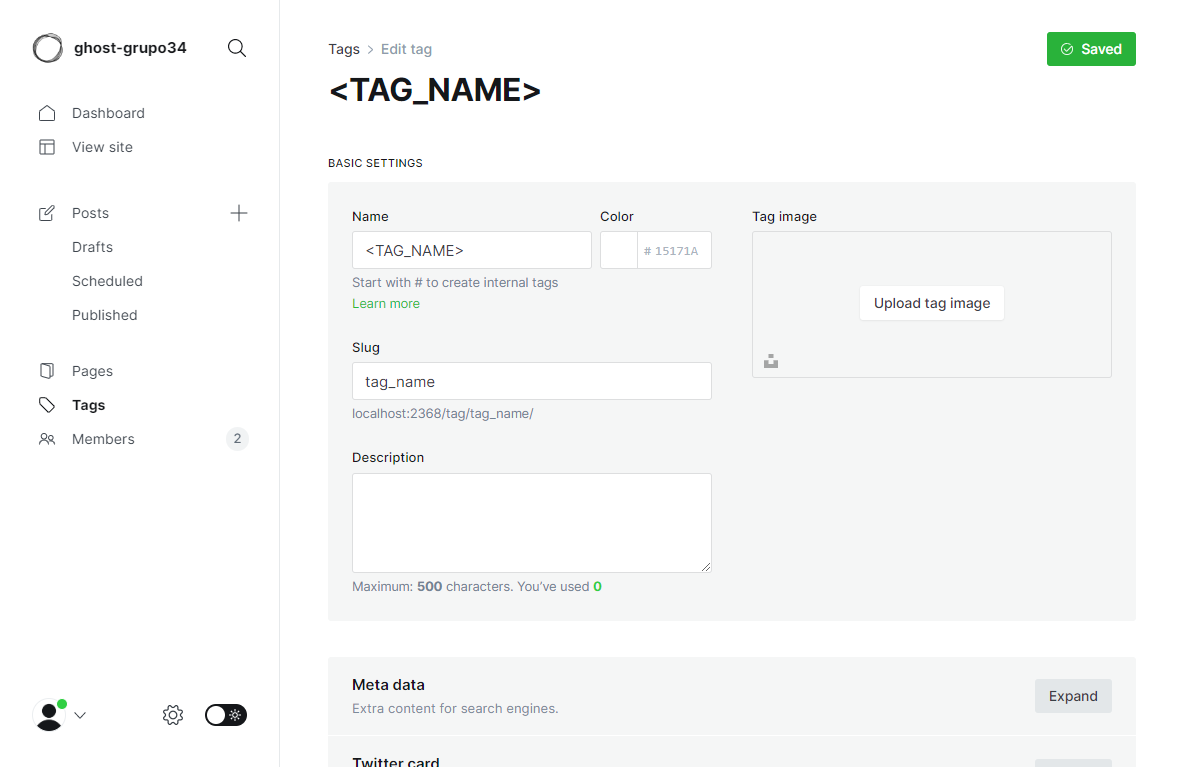 ghost-grupo34
Dashboard
View site
Posts
Drafts
Scheduled
Published
Pages
Tags
Members
2
Tags > Edit tag
Saved
<TAG_NAME>
BASIC SETTINGS
Name
<TAG_NAME>
Start with # to create internal tags
Learn more
Color
# 15171A
Slug
tag_name
localhost:2368/tag/tag_name/
Description
Maximum: 500 characters. You’ve used 0
Tag image
Upload tag image
Meta data
Extra content for search engines.
Expand
Twitter card